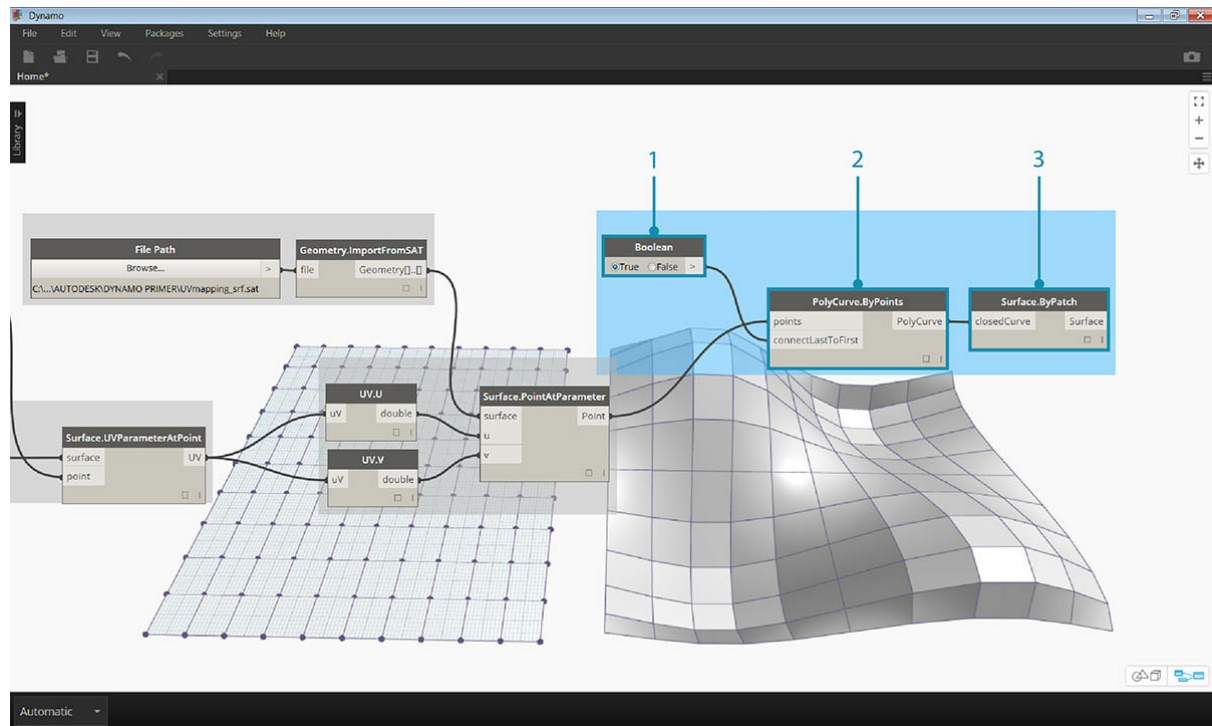 Dynamo
File Edit View Packages Settings Help
Home*
Library
1 2 3
File Path
Browse... >
C:\...\AUTODESK\DYNAMO PRIMER\UVmapping_srf.sat
Geometry.ImportFromSAT
file Geometry[]..[]
Boolean
True False >
PolyCurve.ByPoints
points PolyCurve
connectLastToFirst
Surface.ByPatch
closedCurve Surface
UV.U
uV double
UV.V
uV double
Surface.PointAtParameter
surface Point
u
v
Surface.UVParameterAtPoint
surface UV
point
Automatic